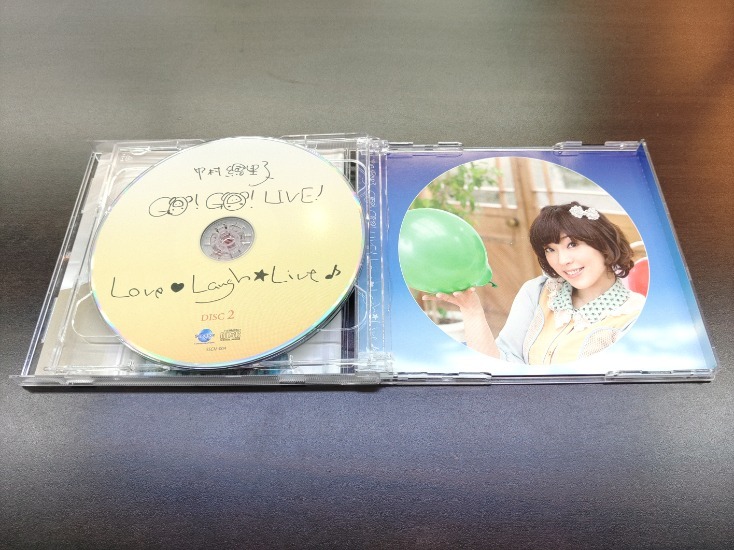 中村繪里子
GO!GO!LIVE!
Love♥Laugh★Live♪
DISC 2